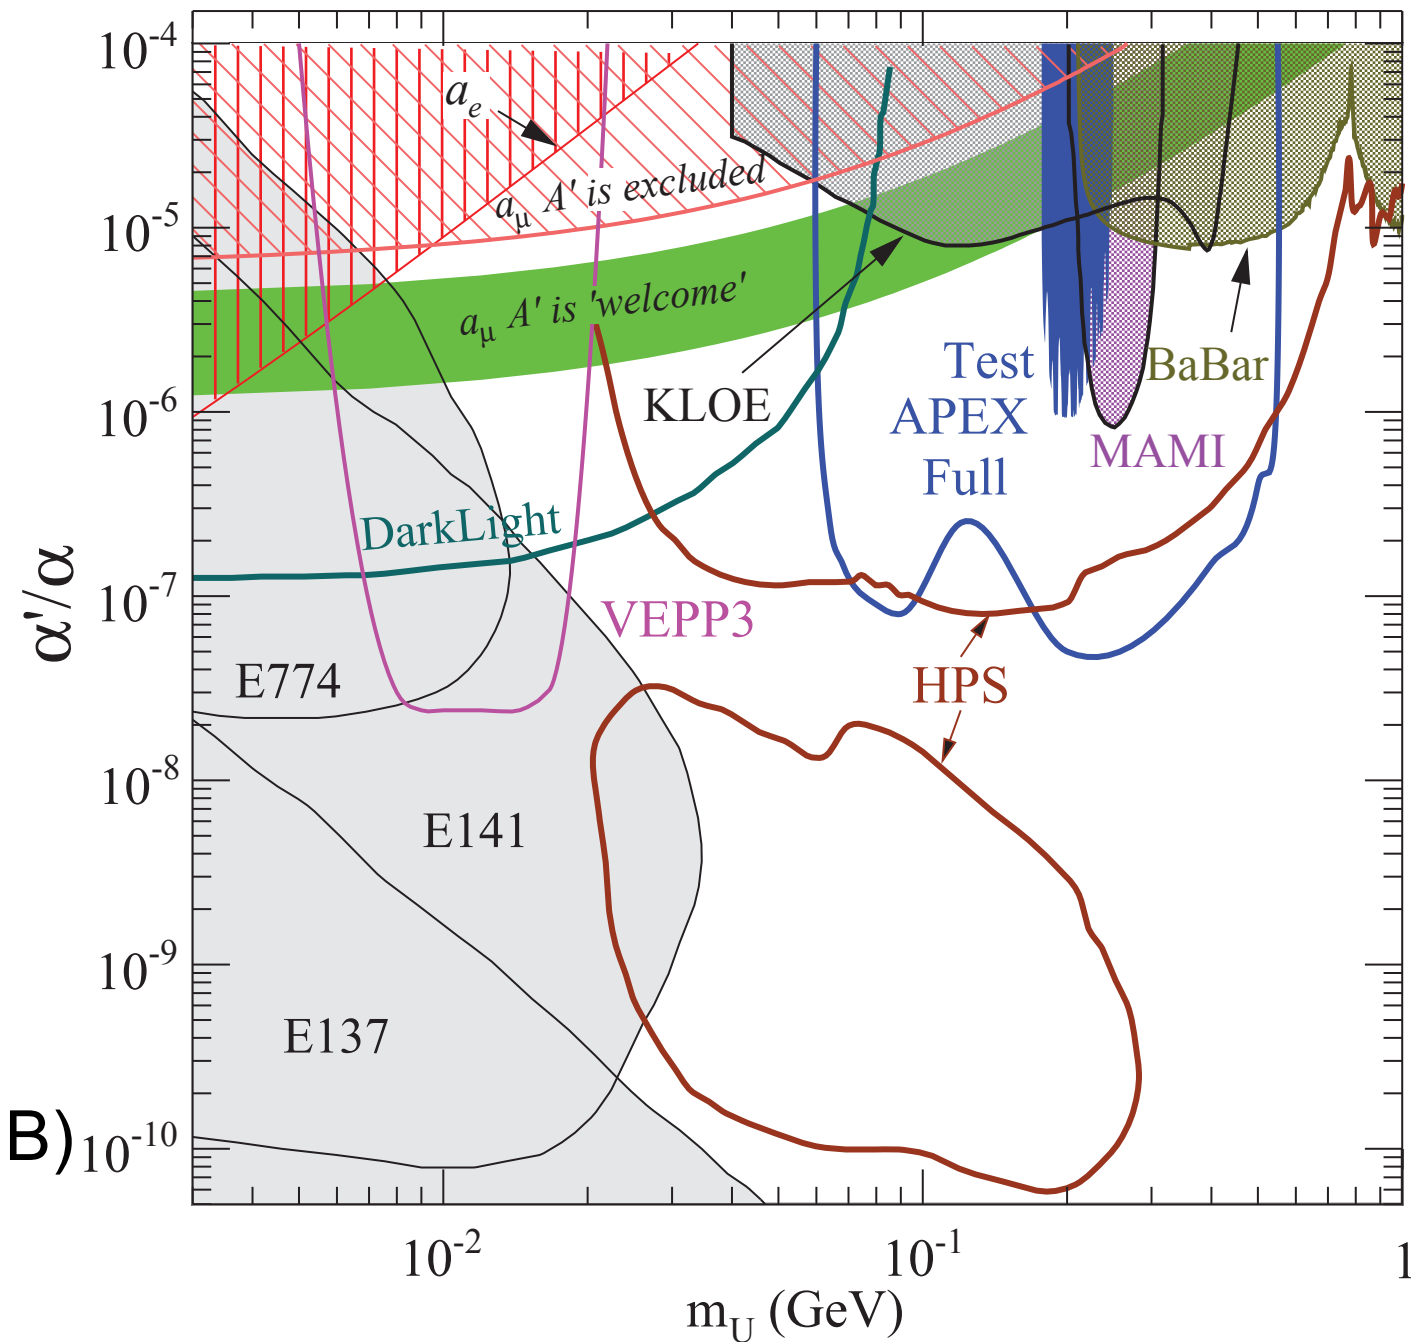 10⁻⁴
a_e
a_μ A' is excluded
10⁻⁵
a_μ A' is 'welcome'
KLOE
Test
APEX
Full
BaBar
MAMI
10⁻⁶
DarkLight
α'/α
10⁻⁷
VEPP3
E774
HPS
10⁻⁸
E141
10⁻⁹
E137
B)
10⁻¹⁰
10⁻² 10⁻¹ 1
m_U (GeV)